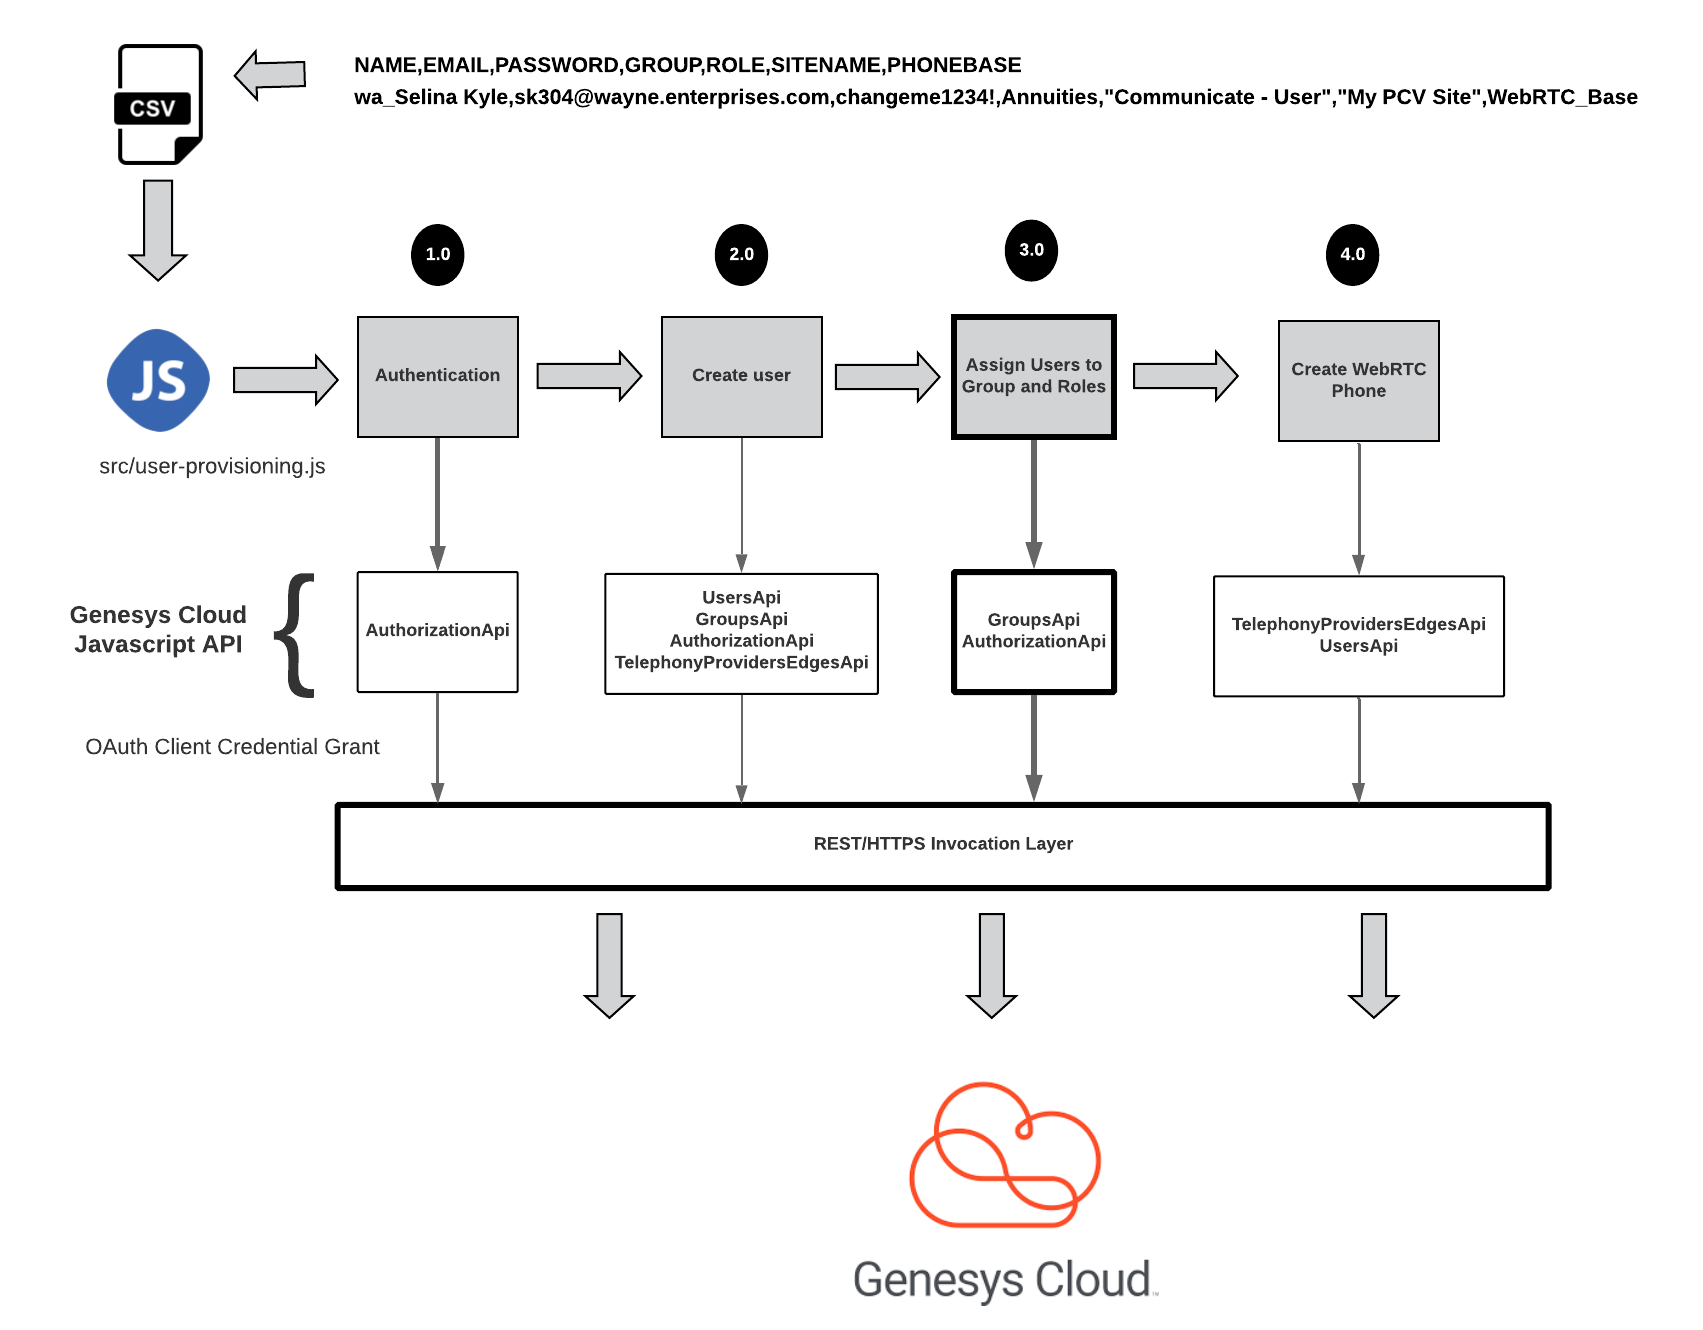 NAME,EMAIL,PASSWORD,GROUP,ROLE,SITENAME,PHONEBASE
wa_Selina Kyle,sk304@wayne.enterprises.com,changeme1234!,Annuities,"Communicate - User","My PCV Site",WebRTC_Base
CSV
1.0
2.0
3.0
4.0
JS
src/user-provisioning.js
Authentication
Create user
Assign Users to
Group and Roles
Create WebRTC
Phone
Genesys Cloud
Javascript API
{
AuthorizationApi
UsersApi
GroupsApi
AuthorizationApi
TelephonyProvidersEdgesApi
GroupsApi
AuthorizationApi
TelephonyProvidersEdgesApi
UsersApi
OAuth Client Credential Grant
REST/HTTPS Invocation Layer
Genesys Cloud™